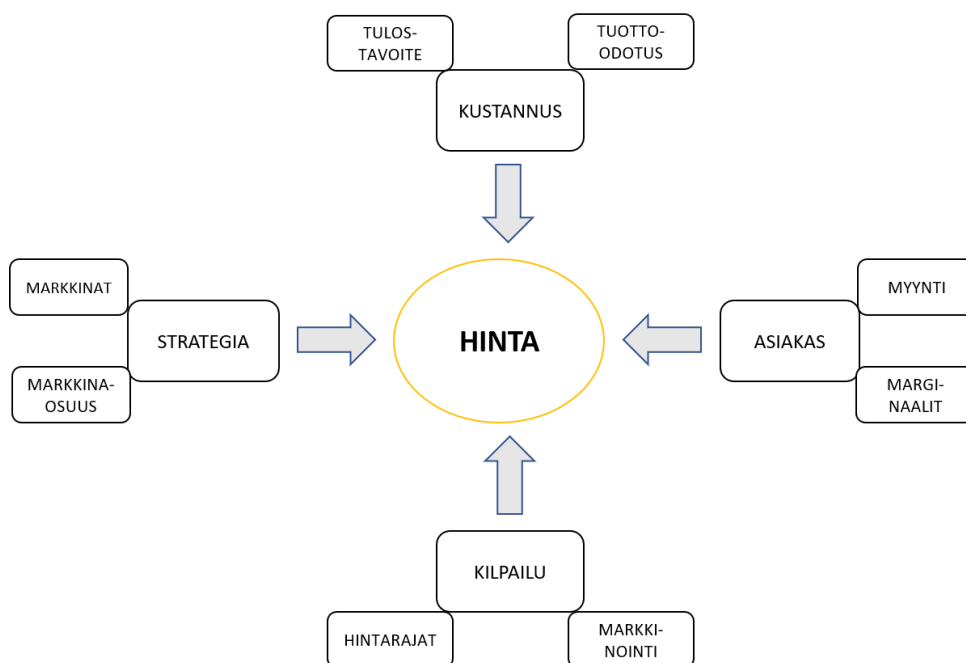 TULOS-
TAVOITE
TUOTTO-
ODOTUS
KUSTANNUS
MARKKINAT
STRATEGIA
MARKKINA-
OSUUS
HINTA
MYYNTI
ASIAKAS
MARGI-
NAALIT
KILPAILU
HINTARAJAT
MARKKI-
NOINTI